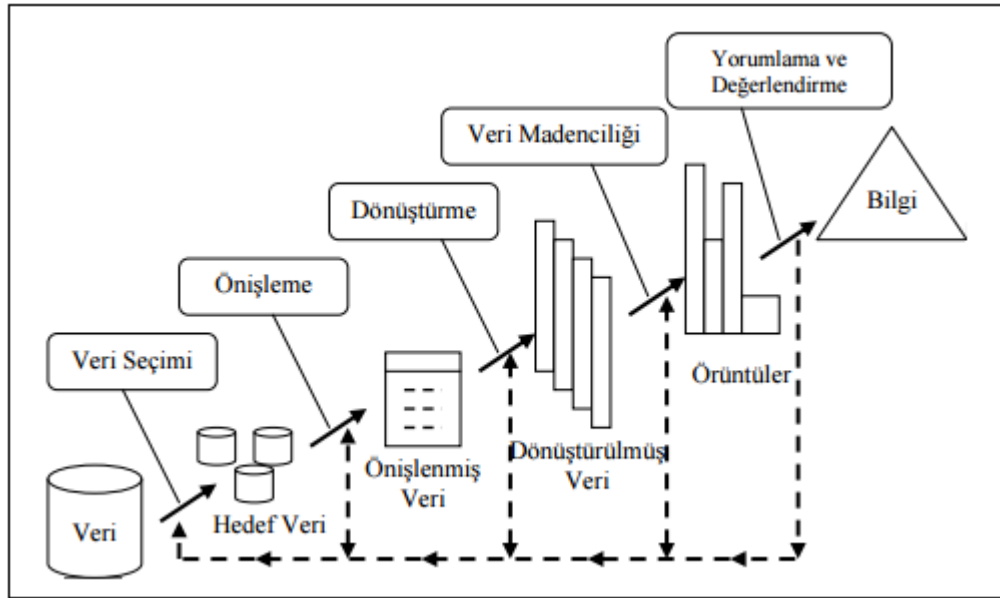 Yorumlama ve
Değerlendirme
Veri Madenciliği
Dönüştürme
Bilgi
Önişleme
Veri Seçimi
Örüntüler
Önişlenmiş
Veri
Dönüştürülmüş
Veri
Hedef Veri
Veri